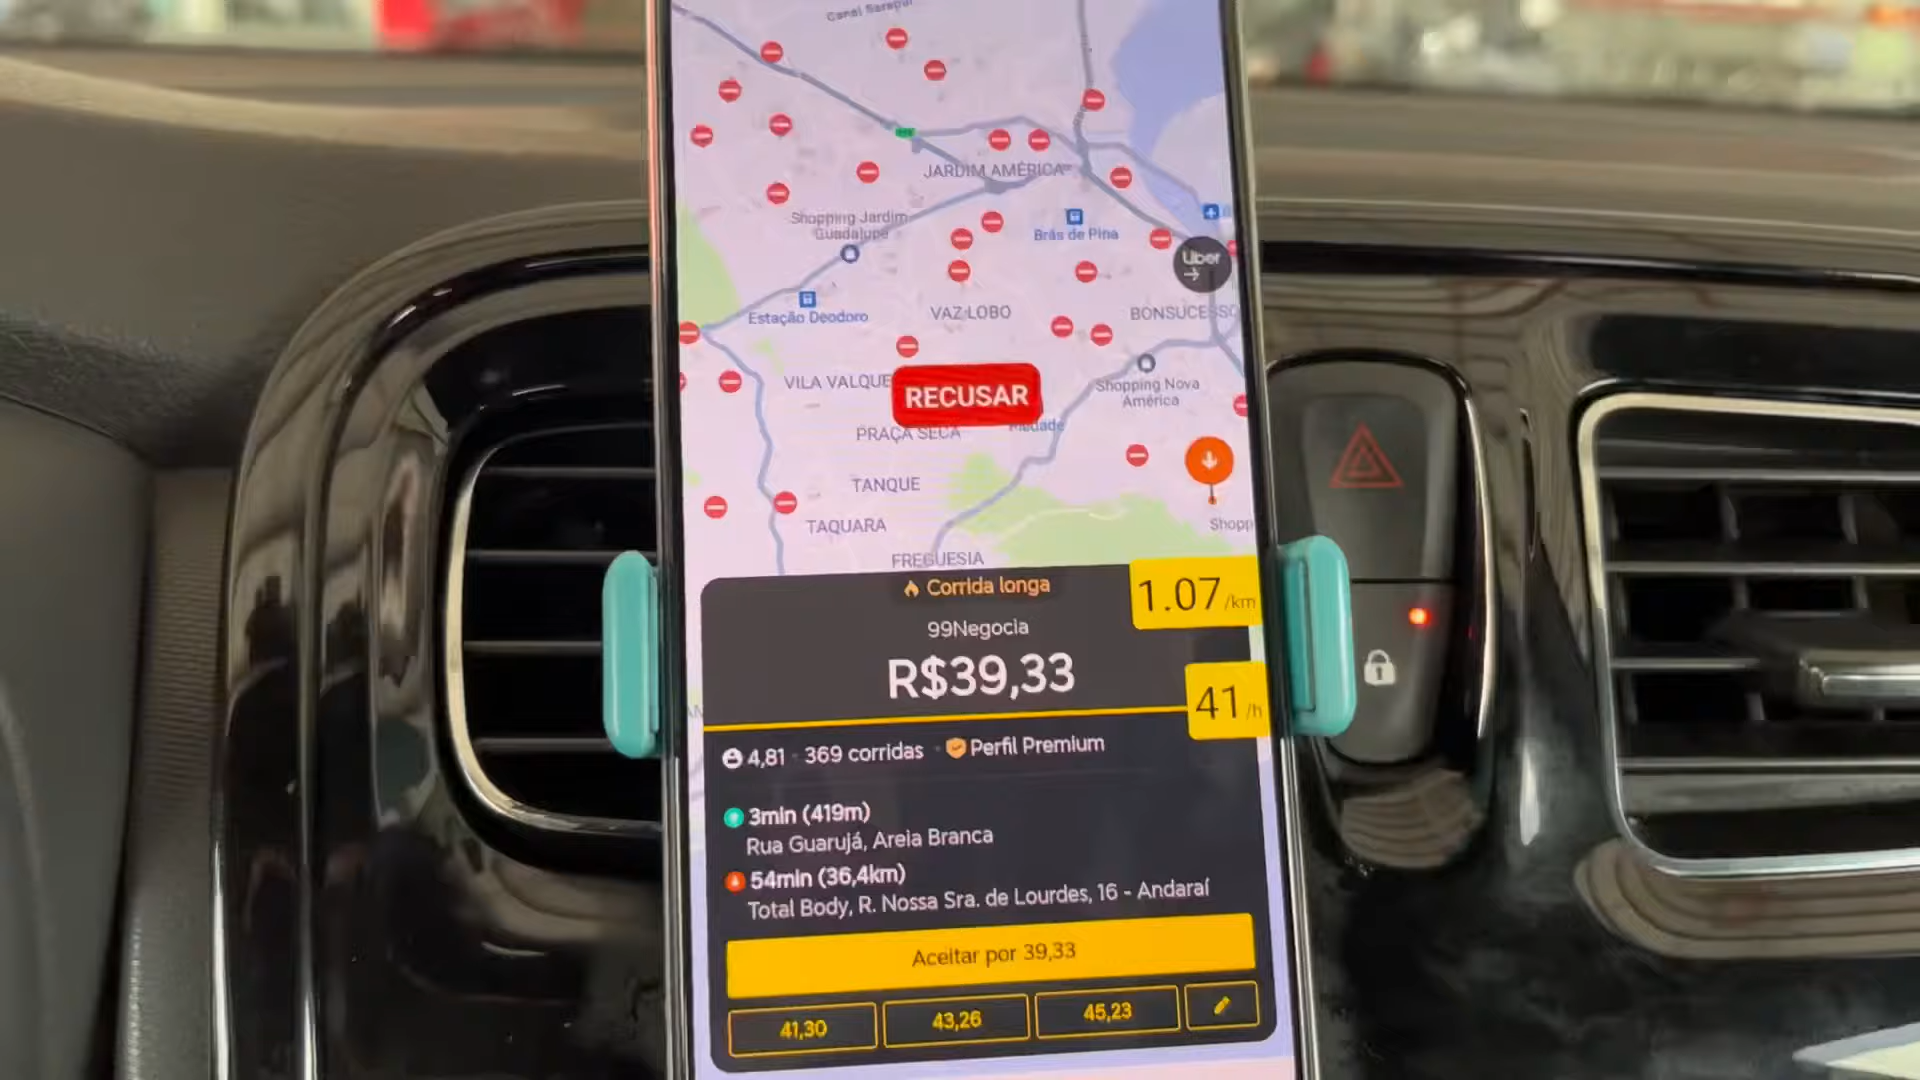 Canal Sarapuí
JARDIM AMÉRICA
Shopping Jardim
Guadalupe
Brás de Pina
Uber
Estação Deodoro
VAZ LOBO
BONSUCESSO
VILA VALQUE
RECUSAR
Shopping Nova
América
PRAÇA SECA
Piedade
TANQUE
TAQUARA
Shopp
FREGUESIA
Corrida longa
1.07/km
99Negocia
R$39,33
41/h
4,81 · 369 corridas · Perfil Premium
3min (419m)
Rua Guarujá, Areia Branca
54min (36,4km)
Total Body, R. Nossa Sra. de Lourdes, 16 - Andaraí
Aceitar por 39,33
41,30
43,26
45,23